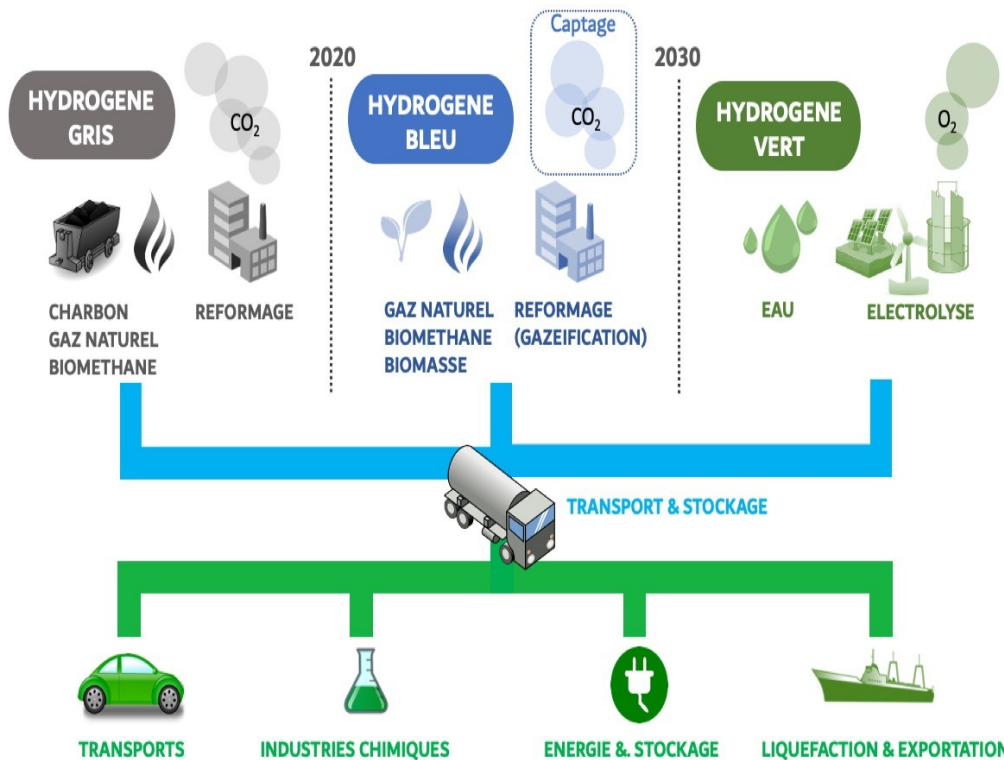 Captage
2020
2030
HYDROGENE
GRIS
CO2
HYDROGENE
BLEU
CO2
HYDROGENE
VERT
O2
CHARBON
GAZ NATUREL
BIOMETHANE
REFORMAGE
GAZ NATUREL
BIOMETHANE
BIOMASSE
REFORMAGE
(GAZEIFICATION)
EAU
ELECTROLYSE
TRANSPORT & STOCKAGE
TRANSPORTS
INDUSTRIES CHIMIQUES
ENERGIE &. STOCKAGE
LIQUEFACTION & EXPORTATION